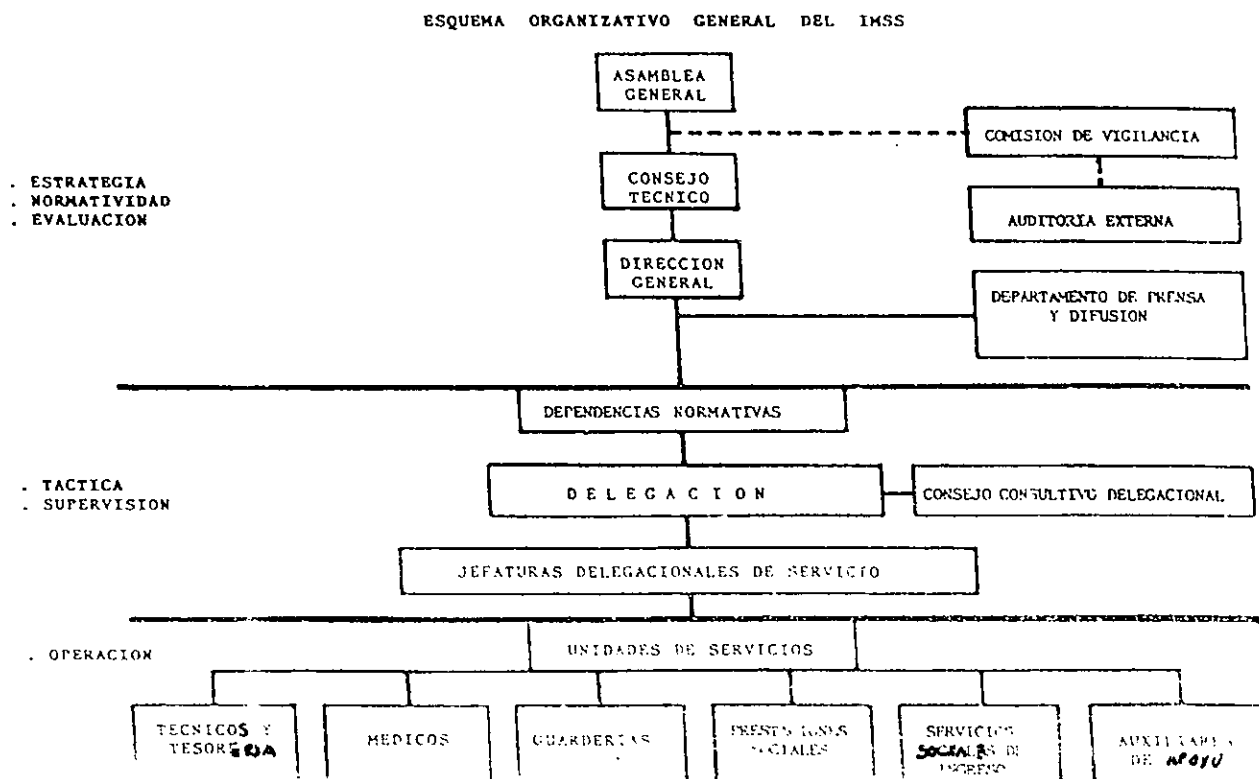 ESQUEMA ORGANIZATIVO GENERAL DEL IMSS
ASAMBLEA
GENERAL
COMISION DE VIGILANCIA
. ESTRATEGIA
. NORMATIVIDAD
. EVALUACION
CONSEJO
TECNICO
AUDITORIA EXTERNA
DIRECCION
GENERAL
DEPARTAMENTO DE PRENSA
Y DIFUSION
DEPENDENCIAS NORMATIVAS
. TACTICA
. SUPERVISION
DELEGACION
CONSEJO CONSULTIVO DELEGACIONAL
JEFATURAS DELEGACIONALES DE SERVICIO
. OPERACION
UNIDADES DE SERVICIOS
TECNICOS Y
TESORERIA
MEDICOS
GUARDERIAS
PRESTACIONES
SOCIALES
SERVICIOS
SOCIALES DE
INGRESO
AUXILIARES
DE APOYO